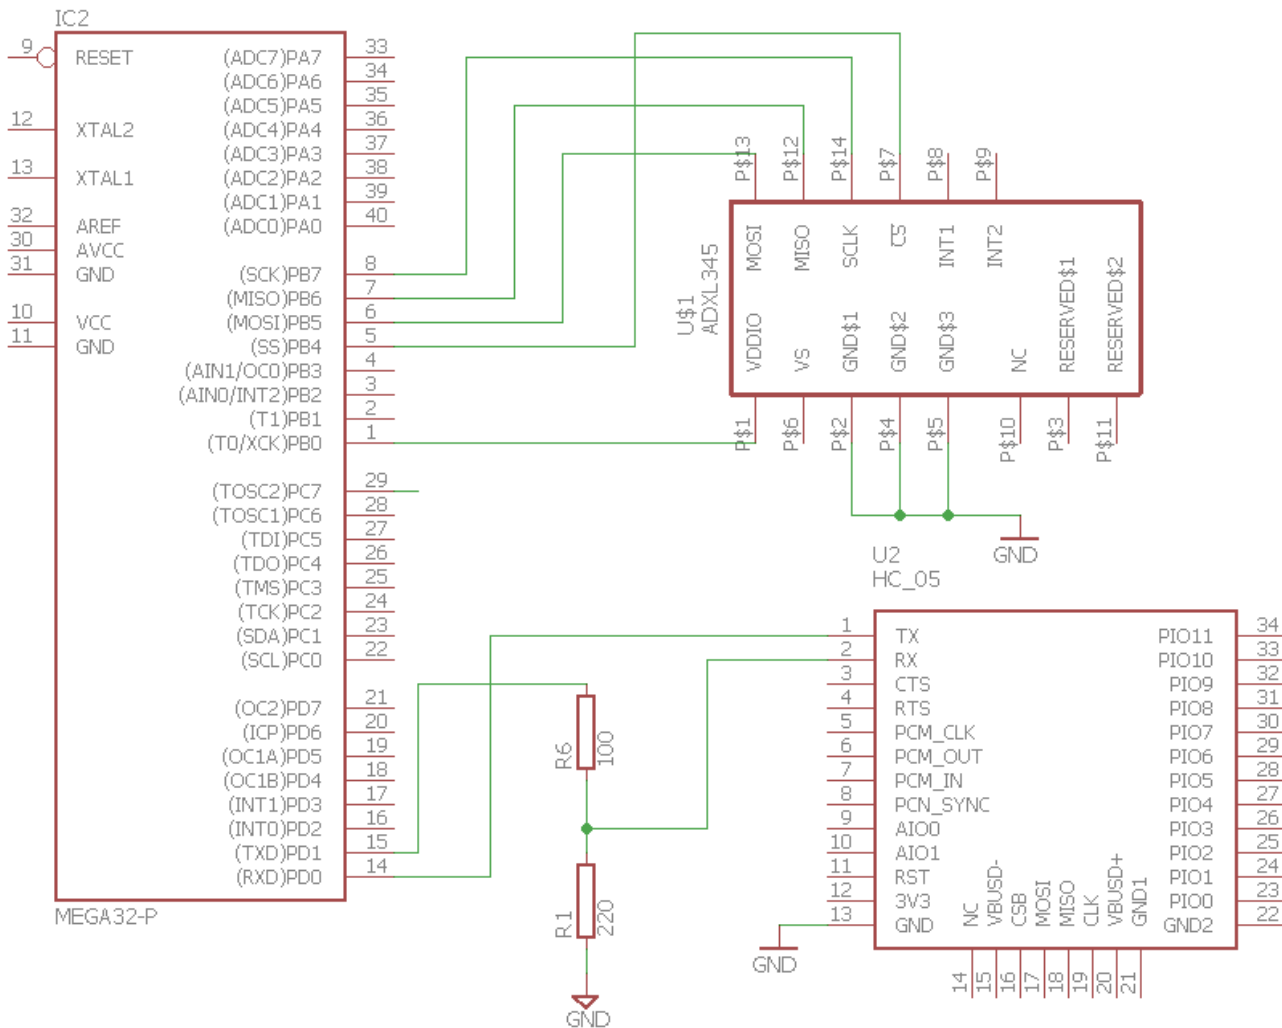 IC2
9 RESET (ADC7)PA7 33
(ADC6)PA6 34
(ADC5)PA5 35
12 XTAL2 (ADC4)PA4 36
(ADC3)PA3 37
13 XTAL1 (ADC2)PA2 38
(ADC1)PA1 39
32 AREF (ADC0)PA0 40
30 AVCC
31 GND (SCK)PB7 8
(MISO)PB6 7
10 VCC (MOSI)PB5 6
11 GND (SS)PB4 5
(AIN1/OC0)PB3 4
(AIN0/INT2)PB2 3
(T1)PB1 2
(T0/XCK)PB0 1
(TOSC2)PC7 29
(TOSC1)PC6 28
(TDI)PC5 27
(TDO)PC4 26
(TMS)PC3 25
(TCK)PC2 24
(SDA)PC1 23
(SCL)PC0 22
(OC2)PD7 21
(ICP)PD6 20
(OC1A)PD5 19
(OC1B)PD4 18
(INT1)PD3 17
(INT0)PD2 16
(TXD)PD1 15
(RXD)PD0 14
MEGA32-P
P$13 P$12 P$14 P$7 P$8 P$9
MOSI MISO SCLK CS INT1 INT2
U$1
ADXL345
VDDIO VS GND$1 GND$2 GND$3 NC RESERVED$1 RESERVED$2
P$1 P$6 P$2 P$4 P$5 P$10 P$3 P$11
GND
R6
100
R1
220
GND
U2
HC_05
1 TX PIO11 34
2 RX PIO10 33
3 CTS PIO9 32
4 RTS PIO8 31
5 PCM_CLK PIO7 30
6 PCM_OUT PIO6 29
7 PCM_IN PIO5 28
8 PCN_SYNC PIO4 27
9 AIO0 PIO3 26
10 AIO1 PIO2 25
11 RST PIO1 24
12 3V3 PIO0 23
13 GND GND2 22
NC VBUSD- CSB MOSI MISO CLK VBUSD+ GND1
14 15 16 17 18 19 20 21
GND